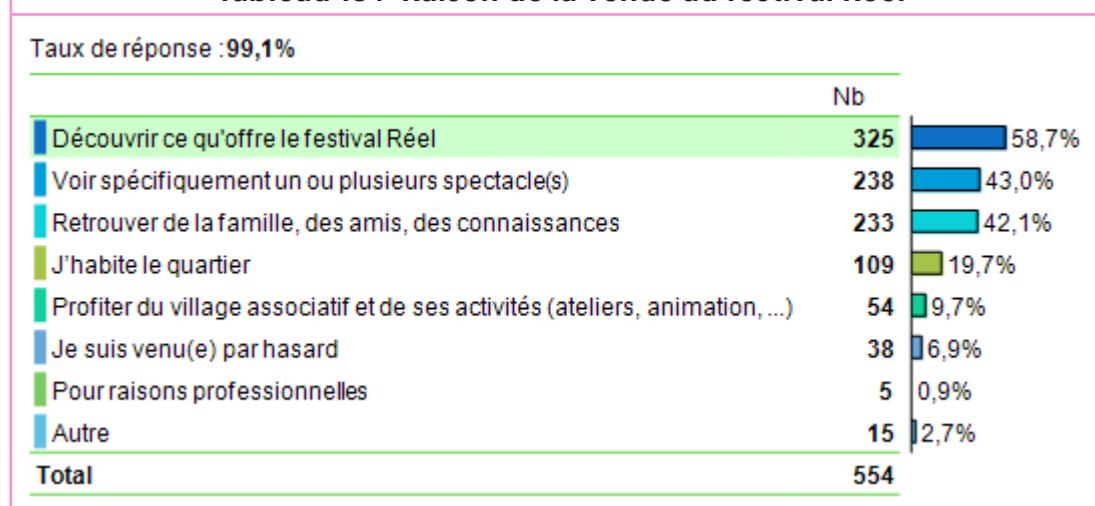 Taux de réponse :99,1%
Nb
Découvrir ce qu'offre le festival Réel 325 58,7%
Voir spécifiquement un ou plusieurs spectacle(s) 238 43,0%
Retrouver de la famille, des amis, des connaissances 233 42,1%
J'habite le quartier 109 19,7%
Profiter du village associatif et de ses activités (ateliers, animation, ...) 54 9,7%
Je suis venu(e) par hasard 38 6,9%
Pour raisons professionnelles 5 0,9%
Autre 15 2,7%
Total 554